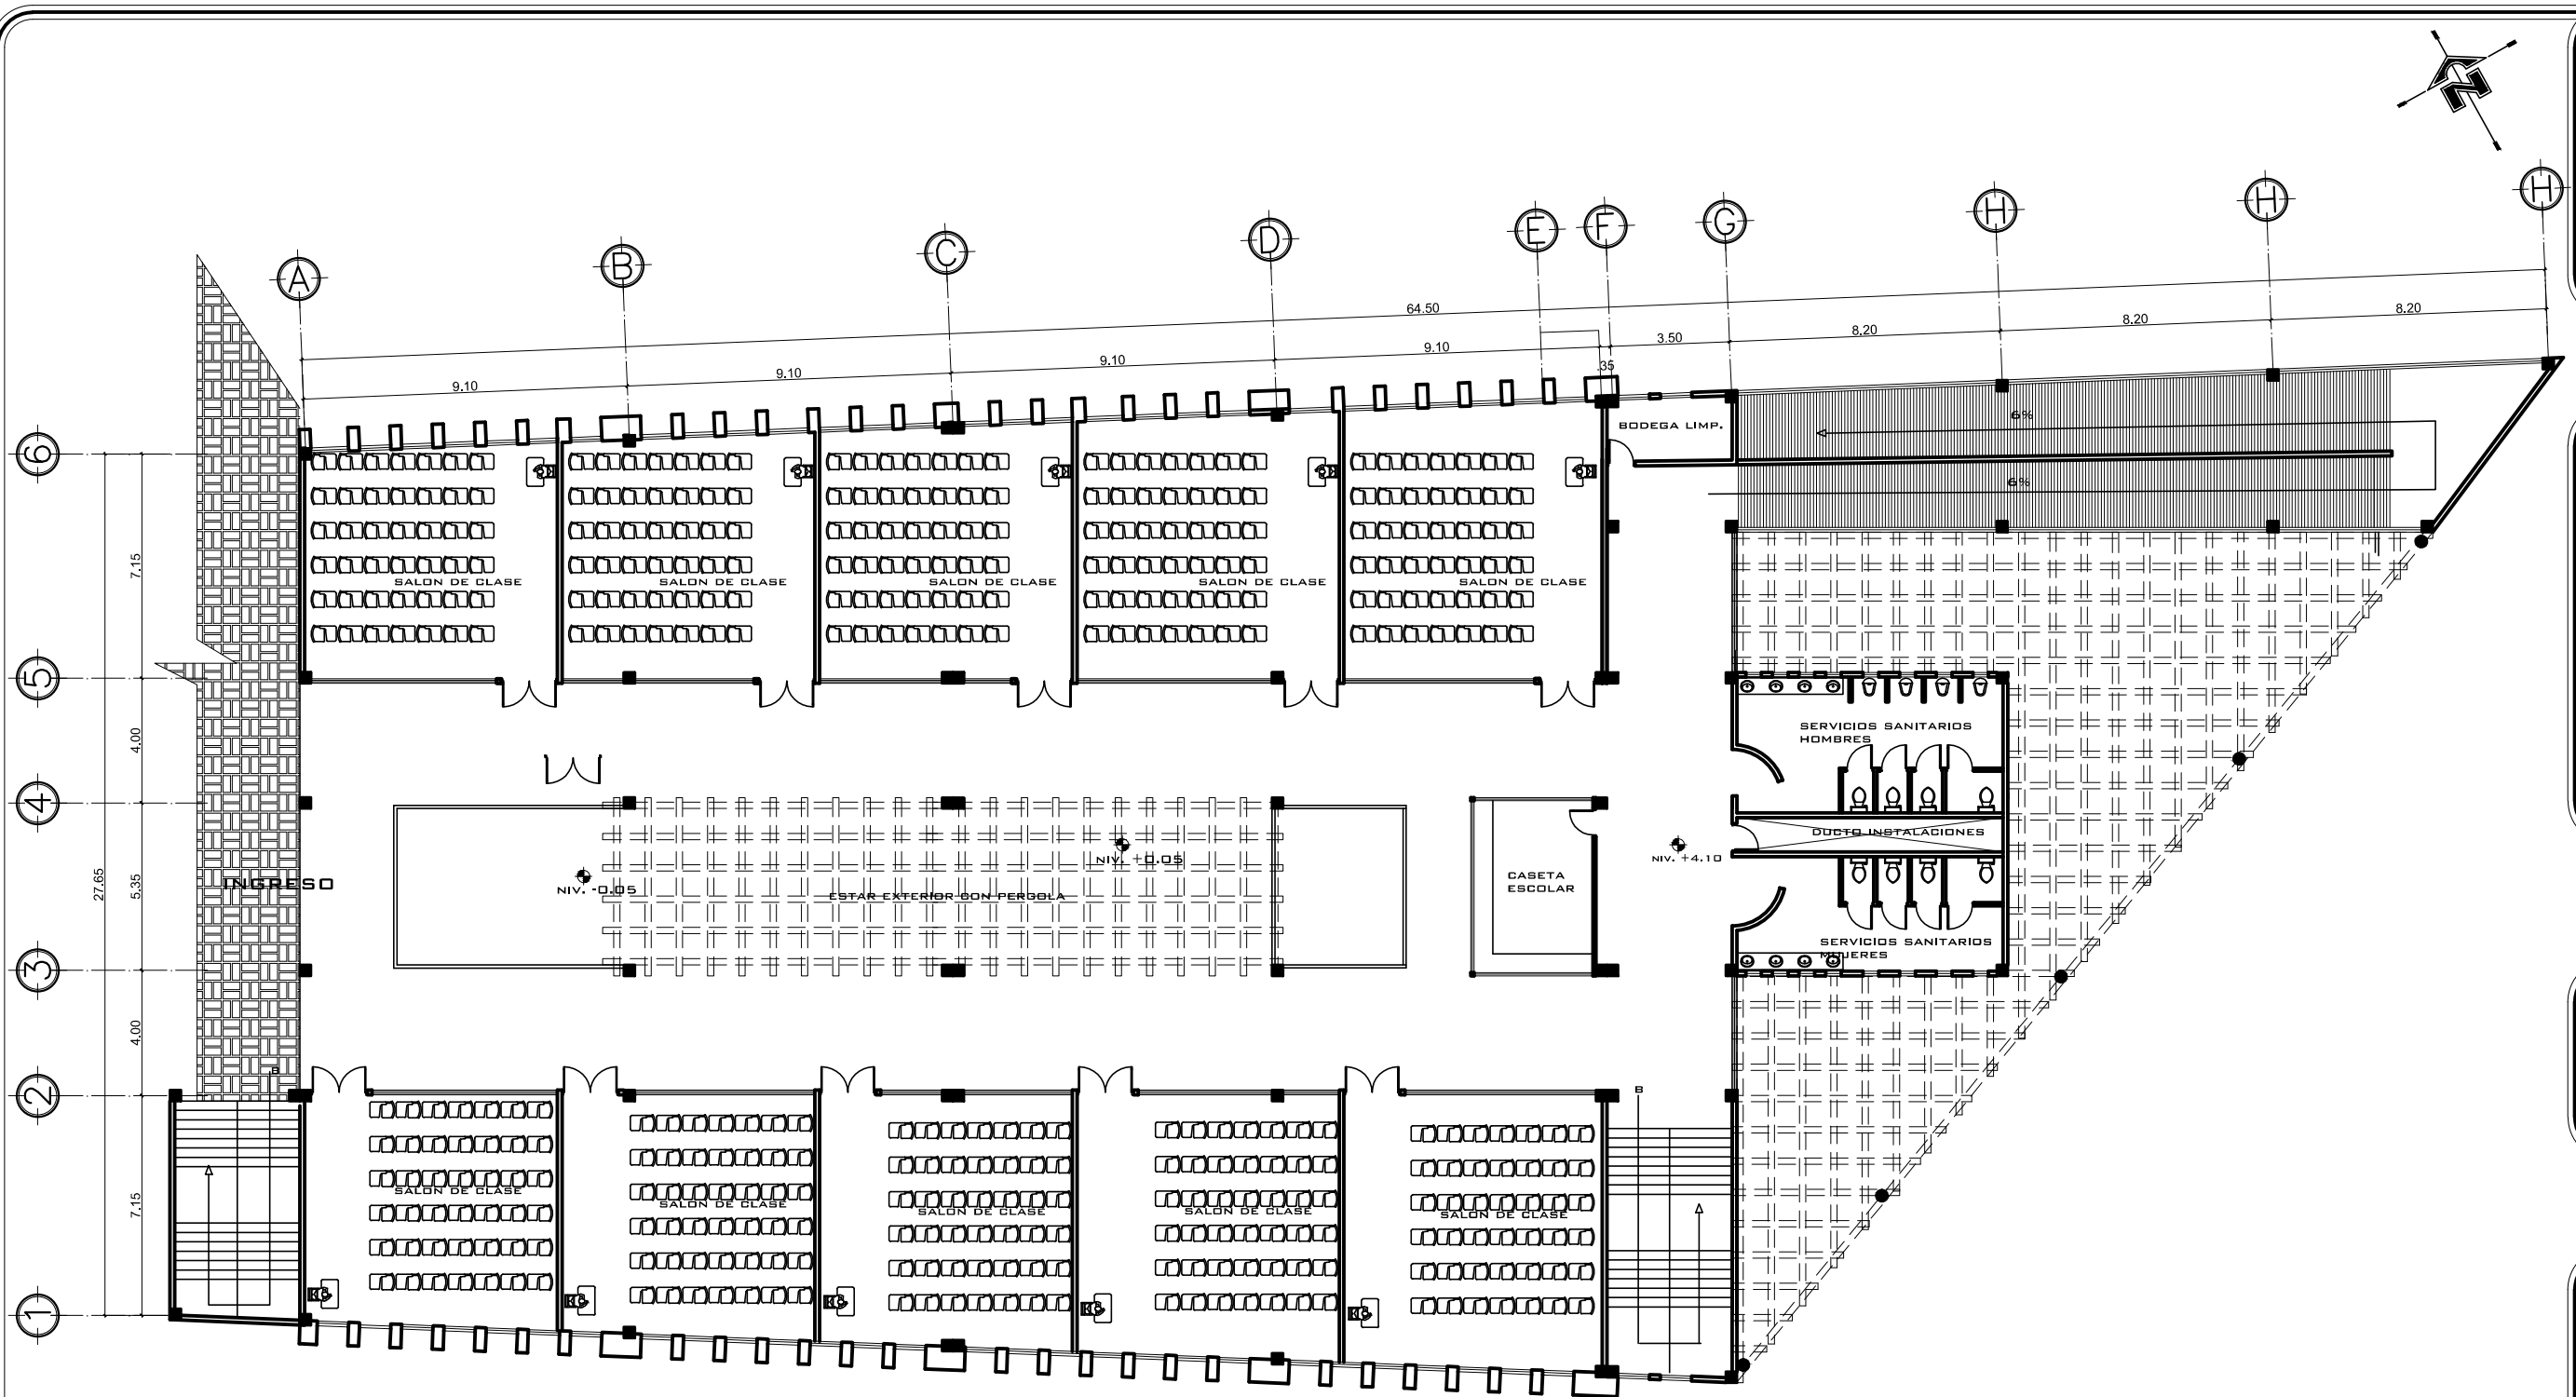 N
H
H
H
G
F
E
D
C
B
A
64.50
8.20
8.20
8.20
3.50
.35
9.10
9.10
9.10
9.10
6
5
4
3
2
1
7.15
4.00
5.35
4.00
7.15
27.65
BODEGA LIMP.
6%
6%
SALON DE CLASE
SALON DE CLASE
SALON DE CLASE
SALON DE CLASE
SALON DE CLASE
SERVICIOS SANITARIOS
HOMBRES
DUCTO INSTALACIONES
NIV. +0.05
NIV. +4.10
INGRESO
NIV. -0.05
ESTAR EXTERIOR CON PERGOLA
CASETA
ESCOLAR
SERVICIOS SANITARIOS
MUJERES
B
B
SALON DE CLASE
SALON DE CLASE
SALON DE CLASE
SALON DE CLASE
SALON DE CLASE